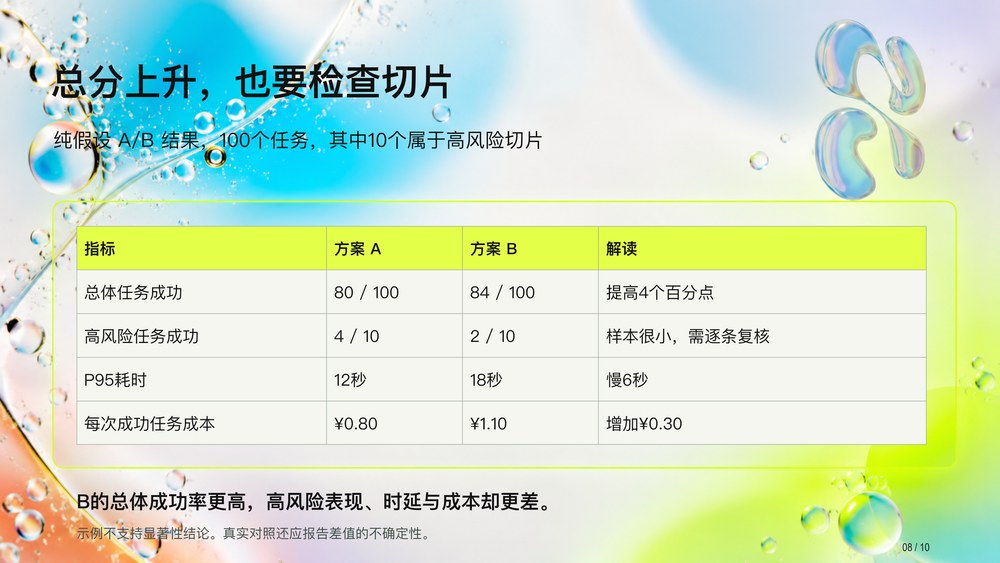 总分上升，也要检查切片
纯假设 A/B 结果，100个任务，其中10个属于高风险切片
指标 方案 A 方案 B 解读
总体任务成功 80 / 100 84 / 100 提高4个百分点
高风险任务成功 4 / 10 2 / 10 样本很小，需逐条复核
P95耗时 12秒 18秒 慢6秒
每次成功任务成本 ¥0.80 ¥1.10 增加¥0.30
B的总体成功率更高，高风险表现、时延与成本却更差。
示例不支持显著性结论。真实对照还应报告差值的不确定性。
08 / 10